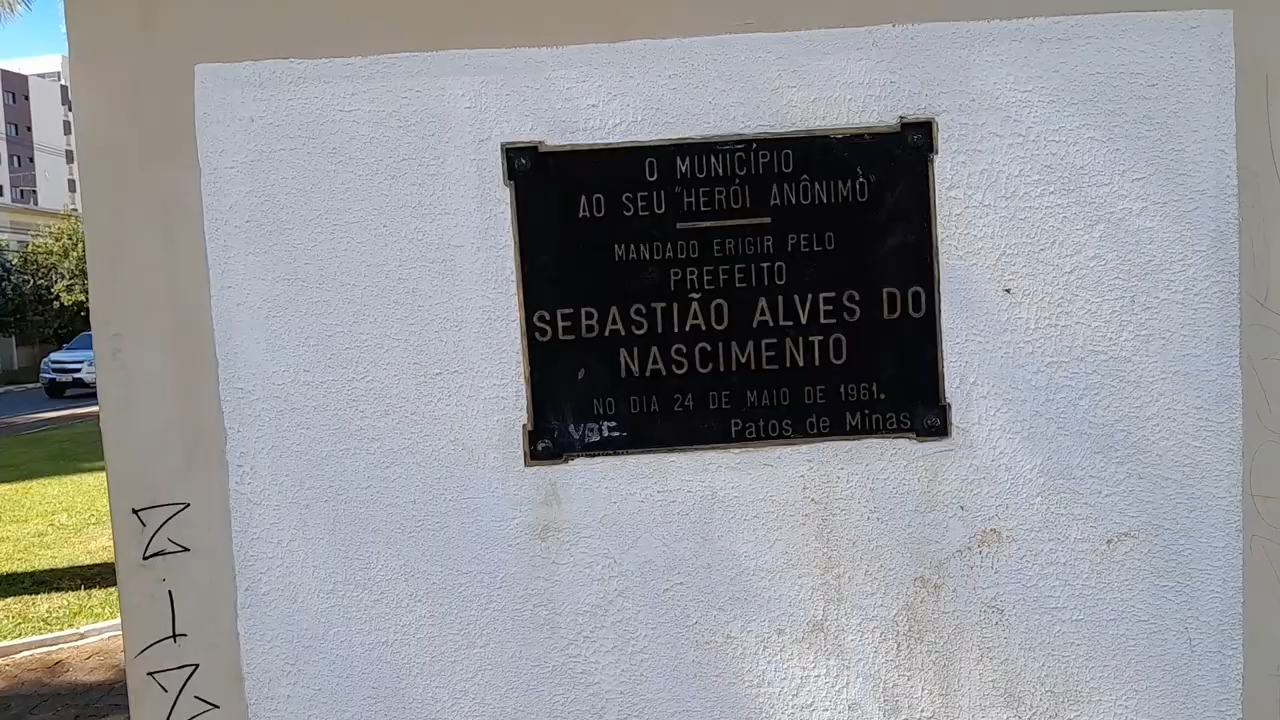 O MUNICÍPIO
AO SEU "HERÓI ANÔNIMO"
MANDADO ERIGIR PELO
PREFEITO
SEBASTIÃO ALVES DO
NASCIMENTO
NO DIA 24 DE MAIO DE 1961.
Patos de Minas